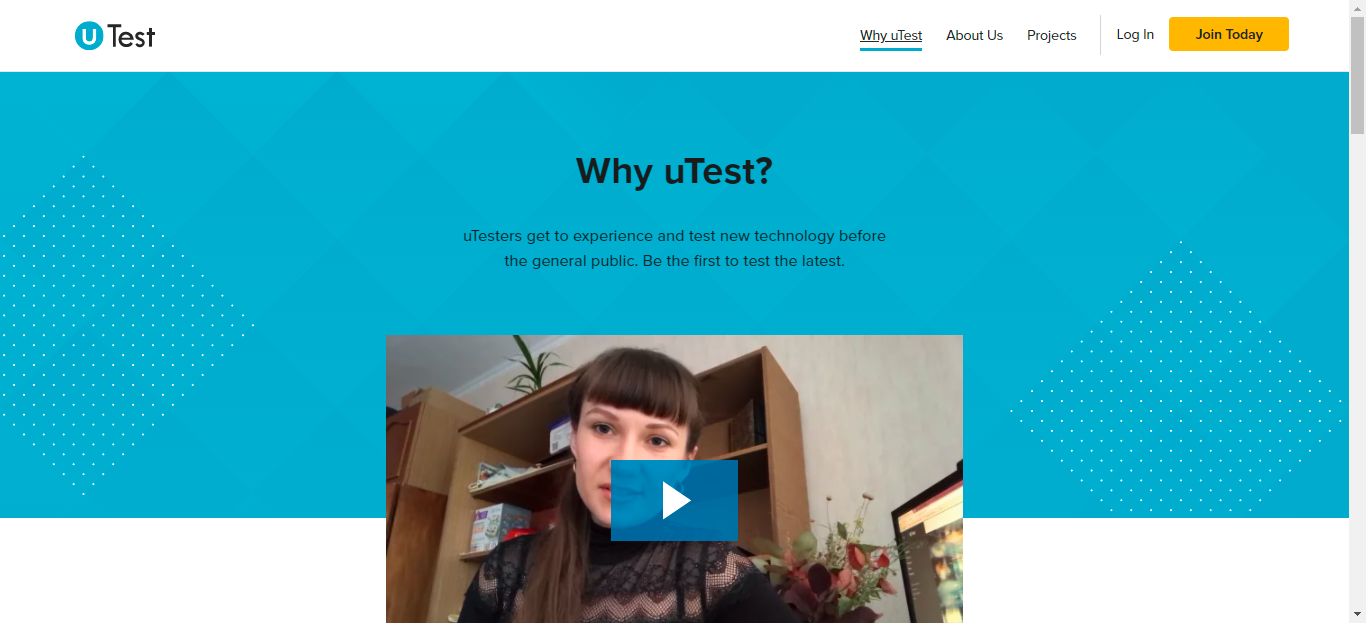 uTest
Why uTest
About Us
Projects
Log In
Join Today
Why uTest?
uTesters get to experience and test new technology before
the general public. Be the first to test the latest.